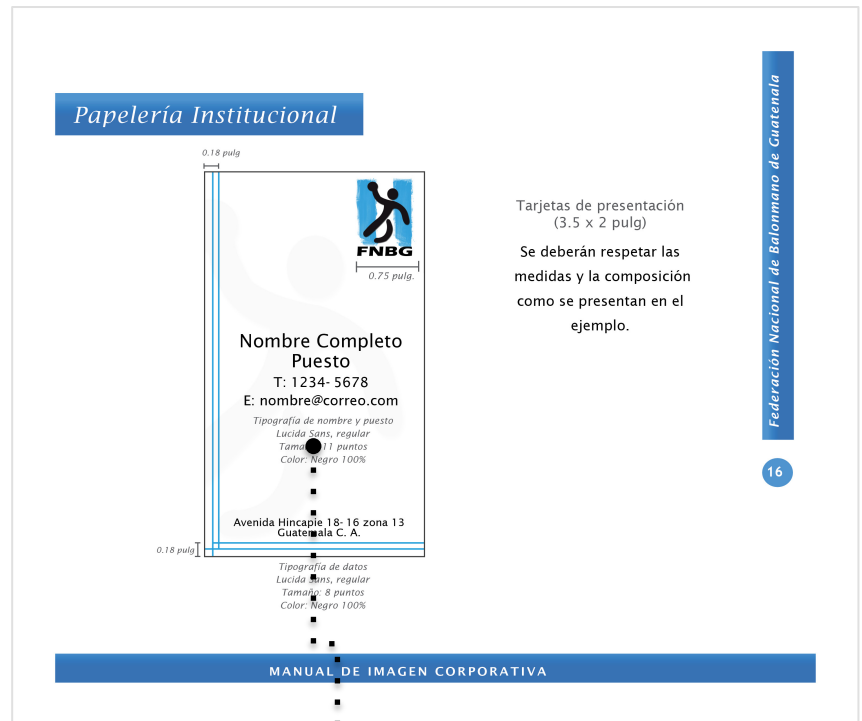 Papelería Institucional
0.18 pulg
FNBG
0.75 pulg.
Nombre Completo
Puesto
T: 1234- 5678
E: nombre@correo.com
Tipografía de nombre y puesto
Lucida Sans, regular
Tamaño: 11 puntos
Color: Negro 100%
Avenida Hincapie 18- 16 zona 13
Guatemala C. A.
0.18 pulg
Tipografía de datos
Lucida Sans, regular
Tamaño: 8 puntos
Color: Negro 100%
Tarjetas de presentación
(3.5 x 2 pulg)
Se deberán respetar las
medidas y la composición
como se presentan en el
ejemplo.
Federación Nacional de Balonmano de Guatenala
16
MANUAL DE IMAGEN CORPORATIVA